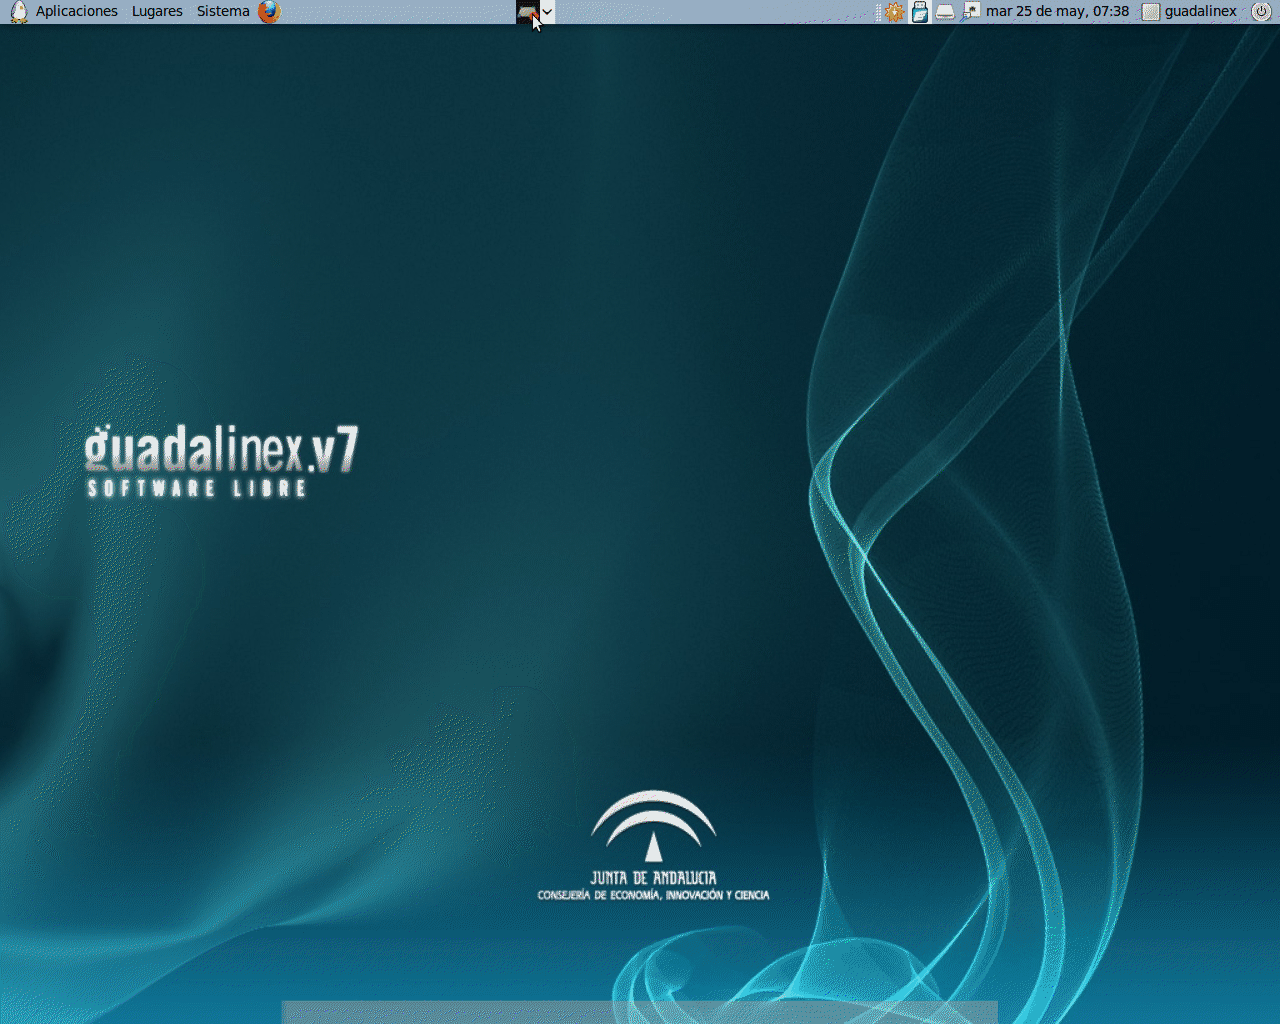 Aplicaciones Lugares Sistema mar 25 de may, 07:38 guadalinex
guadalinex.v7
SOFTWARE LIBRE
JUNTA DE ANDALUCIA
CONSEJERÍA DE ECONOMÍA, INNOVACIÓN Y CIENCIA